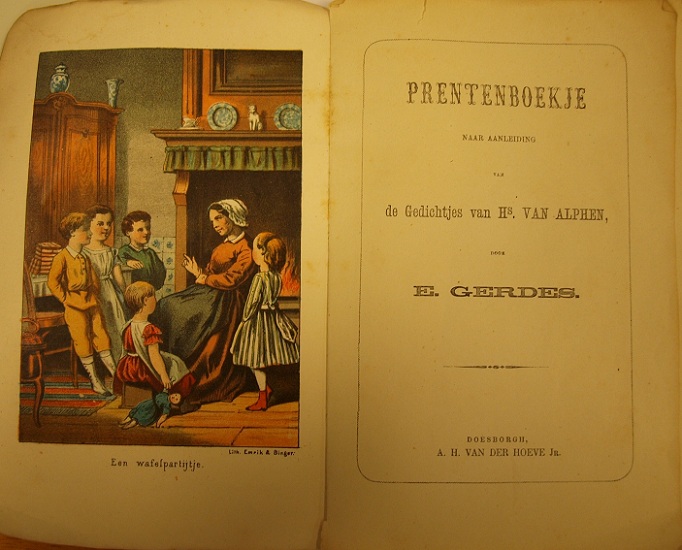 Lith. Emrik & Binger.
Een wafelpartijtje.
PRENTENBOEKJE
NAAR AANLEIDING
VAN
de Gedichtjes van Hs. VAN ALPHEN,
DOOR
E. GERDES.
DOESBORGH,
A. H. VAN DER HOEVE JR.